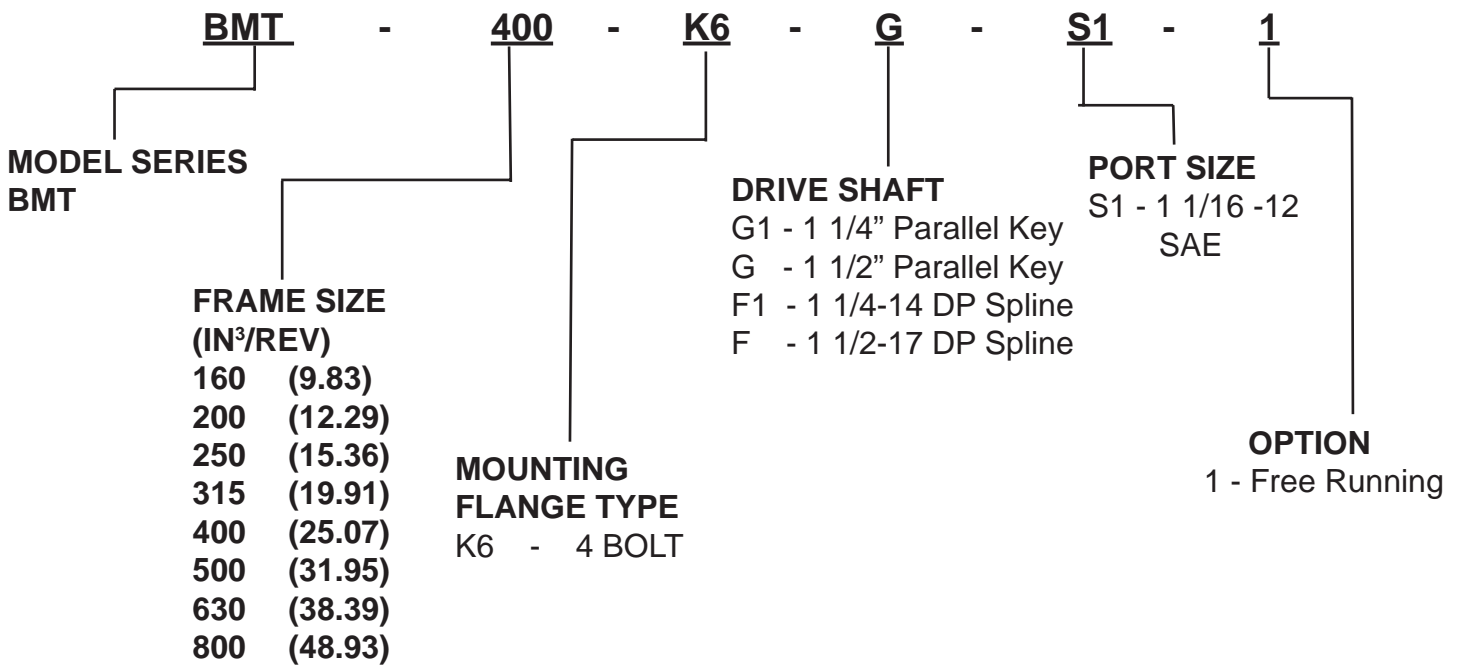 BMT - 400 - K6 - G - S1 - 1
MODEL SERIES
BMT
FRAME SIZE
(IN³/REV)
160 (9.83)
200 (12.29)
250 (15.36)
315 (19.91)
400 (25.07)
500 (31.95)
630 (38.39)
800 (48.93)
MOUNTING
FLANGE TYPE
K6 - 4 BOLT
DRIVE SHAFT
G1 - 1 1/4” Parallel Key
G - 1 1/2” Parallel Key
F1 - 1 1/4-14 DP Spline
F - 1 1/2-17 DP Spline
PORT SIZE
S1 - 1 1/16 -12
SAE
OPTION
1 - Free Running